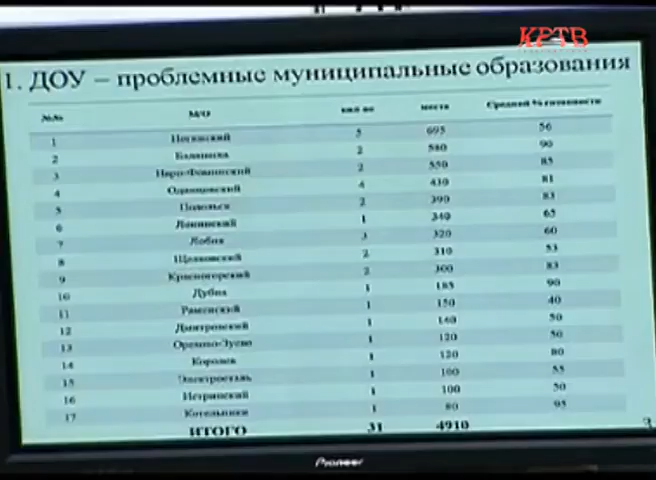 КРТВ
1. ДОУ – проблемные муниципальные образования
№№ М/О кол-во места Средний % готовности
1 Ногинский 5 695 56
2 Балашиха 2 580 90
3 Наро-Фоминский 2 550 85
4 Одинцовский 4 430 81
5 Подольск 2 390 83
6 Ленинский 1 340 65
7 Лобня 3 320 60
8 Щелковский 2 310 53
9 Красногорский 2 300 83
10 Дубна 1 185 90
11 Раменский 1 150 40
12 Дмитровский 1 140 50
13 Орехово-Зуево 1 120 50
14 Королев 1 120 80
15 Электросталь 1 100 55
16 Истринский 1 100 50
17 Котельники 1 80 95
ИТОГО 31 4910
3
Pioneer